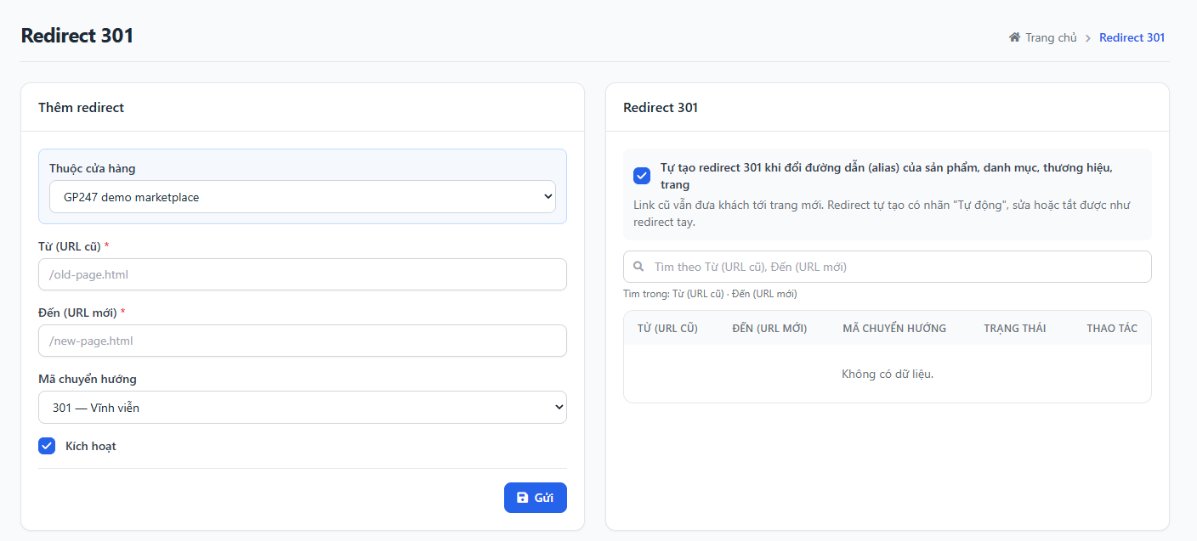 Redirect 301
Trang chủ > Redirect 301
Thêm redirect
Thuộc cửa hàng
GP247 demo marketplace
Từ (URL cũ) *
/old-page.html
Đến (URL mới) *
/new-page.html
Mã chuyển hướng
301 — Vĩnh viễn
Kích hoạt
Gửi
Redirect 301
Tự tạo redirect 301 khi đổi đường dẫn (alias) của sản phẩm, danh mục, thương hiệu,
trang
Link cũ vẫn đưa khách tới trang mới. Redirect tự tạo có nhãn "Tự động", sửa hoặc tắt được như
redirect tay.
Tìm theo Từ (URL cũ), Đến (URL mới)
Tìm trong: Từ (URL cũ) · Đến (URL mới)
TỪ (URL CŨ) ĐẾN (URL MỚI) MÃ CHUYỂN HƯỚNG TRẠNG THÁI THAO TÁC
Không có dữ liệu.